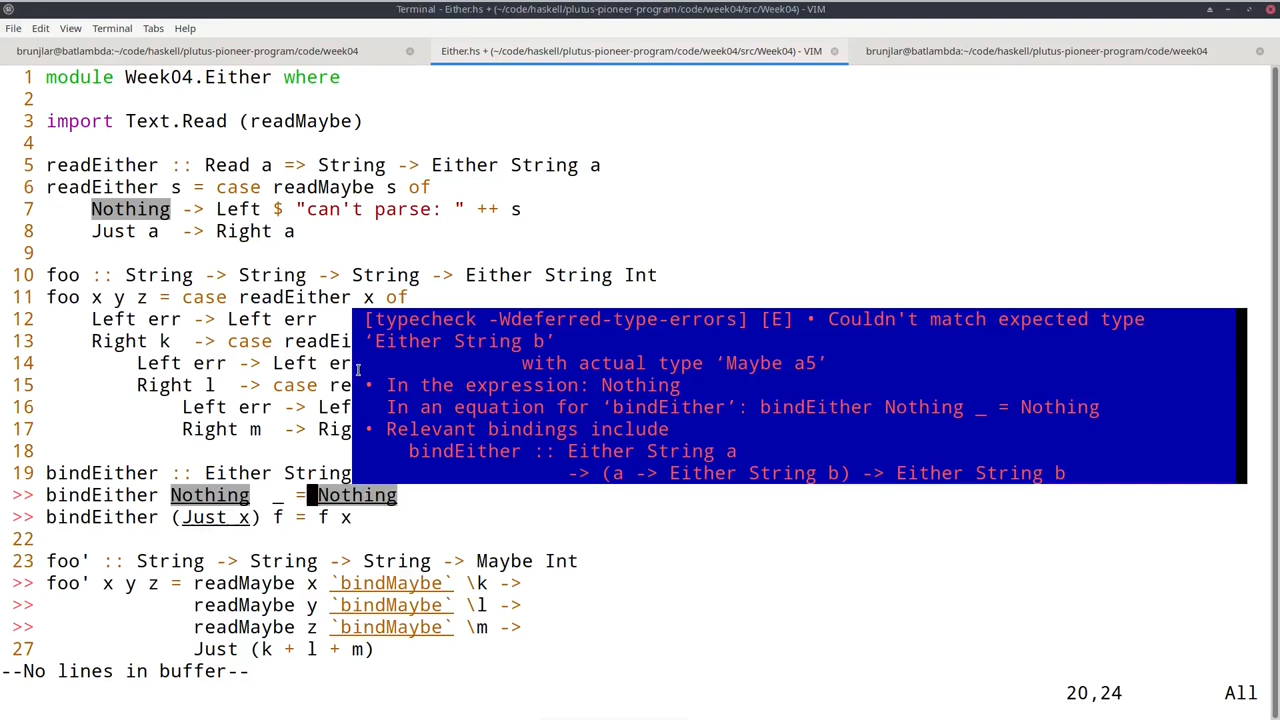 Terminal - Either.hs + (~/code/haskell/plutus-pioneer-program/code/week04/src/Week04) - VIM
File Edit View Terminal Tabs Help
brunjlar@batlambda:~/code/haskell/plutus-pioneer-program/code/week04
Either.hs + (~/code/haskell/plutus-pioneer-program/code/week04/src/Week04) - VIM
brunjlar@batlambda:~/code/haskell/plutus-pioneer-program/code/week04
1 module Week04.Either where
2
3 import Text.Read (readMaybe)
4
5 readEither :: Read a => String -> Either String a
6 readEither s = case readMaybe s of
7     Nothing -> Left $ "can't parse: " ++ s
8     Just a  -> Right a
9
10 foo :: String -> String -> String -> Either String Int
11 foo x y z = case readEither x of
12     Left err -> Left err
13     Right k  -> case readEi
14         Left err -> Left er
15         Right l  -> case re
16             Left err -> Lef
17             Right m  -> Rig
18
19 bindEither :: Either String
>> bindEither Nothing  _ = Nothing
>> bindEither (Just x) f = f x
22
23 foo' :: String -> String -> String -> Maybe Int
>> foo' x y z = readMaybe x `bindMaybe` \k ->
>>              readMaybe y `bindMaybe` \l ->
>>              readMaybe z `bindMaybe` \m ->
27              Just (k + l + m)
[typecheck -Wdeferred-type-errors] [E] • Couldn't match expected type
‘Either String b’
with actual type ‘Maybe a5’
• In the expression: Nothing
In an equation for ‘bindEither’: bindEither Nothing _ = Nothing
• Relevant bindings include
bindEither :: Either String a
-> (a -> Either String b) -> Either String b
--No lines in buffer--
20,24 All